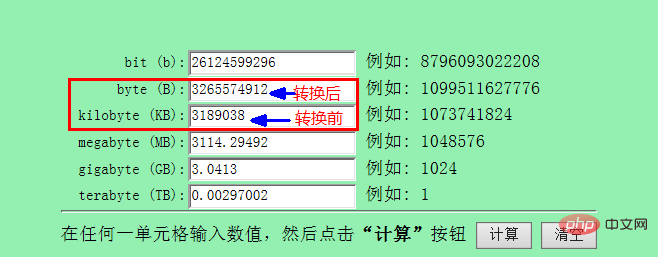 bit (b): 26124599296 例如: 8796093022208
byte (B): 3265574912 转换后 例如: 1099511627776
kilobyte (KB): 3189038 转换前 例如: 1073741824
megabyte (MB): 3114.29492 例如: 1048576
gigabyte (GB): 3.0413 例如: 1024
terabyte (TB): 0.00297002 例如: 1
在任何一单元格输入数值，然后点击“计算”按钮 计算 清空
php 中文网